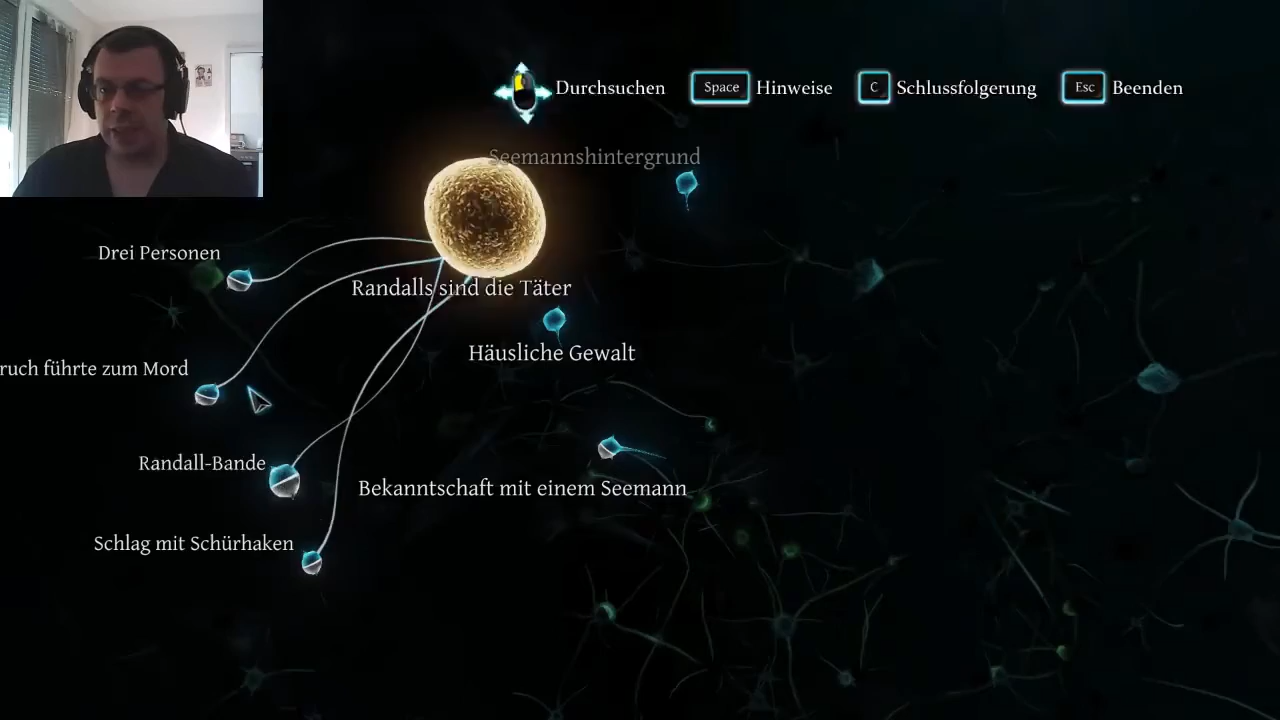 Durchsuchen
Space
Hinweise
C
Schlussfolgerung
Esc
Beenden
Seemannshintergrund
Drei Personen
Randalls sind die Täter
Häusliche Gewalt
ruch führte zum Mord
Randall-Bande
Bekanntschaft mit einem Seemann
Schlag mit Schürhaken